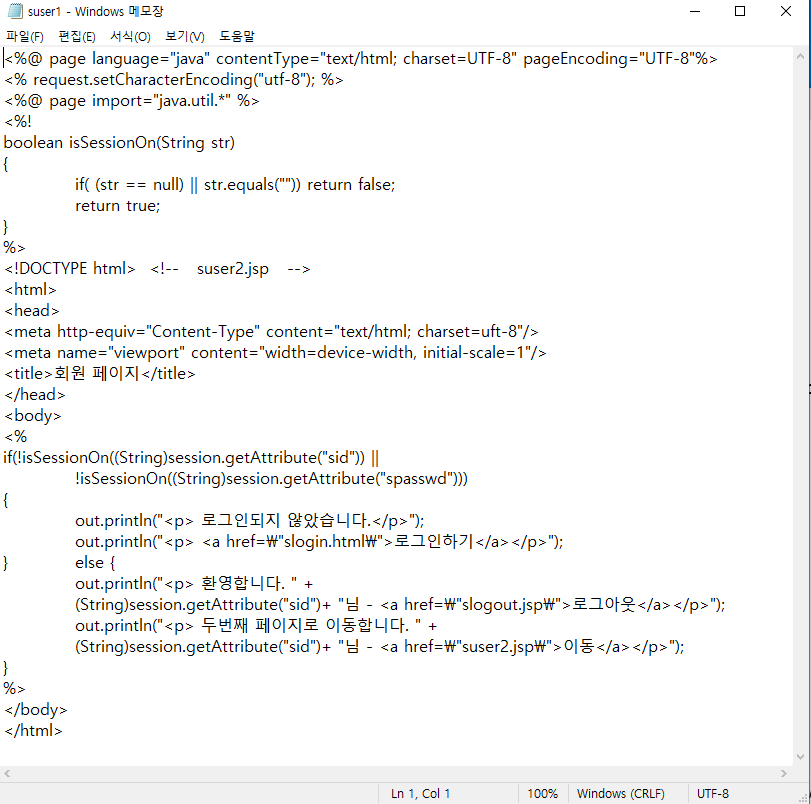 suser1 - Windows 메모장
파일(F) 편집(E) 서식(O) 보기(V) 도움말
<%@ page language="java" contentType="text/html; charset=UTF-8" pageEncoding="UTF-8"%>
<% request.setCharacterEncoding("utf-8"); %>
<%@ page import="java.util.*" %>
<%!
boolean isSessionOn(String str)
{
	if( (str == null) || str.equals("")) return false;
	return true;
}
%>
<!DOCTYPE html>   <!--    suser2.jsp    -->
<html>
<head>
<meta http-equiv="Content-Type" content="text/html; charset=uft-8"/>
<meta name="viewport" content="width=device-width, initial-scale=1"/>
<title>회원 페이지</title>
</head>
<body>
<%
if(!isSessionOn((String)session.getAttribute("sid")) ||
	!isSessionOn((String)session.getAttribute("spasswd")))
{
	out.println("<p> 로그인되지 않았습니다.</p>");
	out.println("<p> <a href=₩"slogin.html₩">로그인하기</a></p>");
}	else {
	out.println("<p> 환영합니다. " +
	(String)session.getAttribute("sid")+ "님 - <a href=₩"slogout.jsp₩">로그아웃</a></p>");
	out.println("<p> 두번째 페이지로 이동합니다. " +
	(String)session.getAttribute("sid")+ "님 - <a href=₩"suser2.jsp₩">이동</a></p>");
}
%>
</body>
</html>
Ln 1, Col 1 100% Windows (CRLF) UTF-8